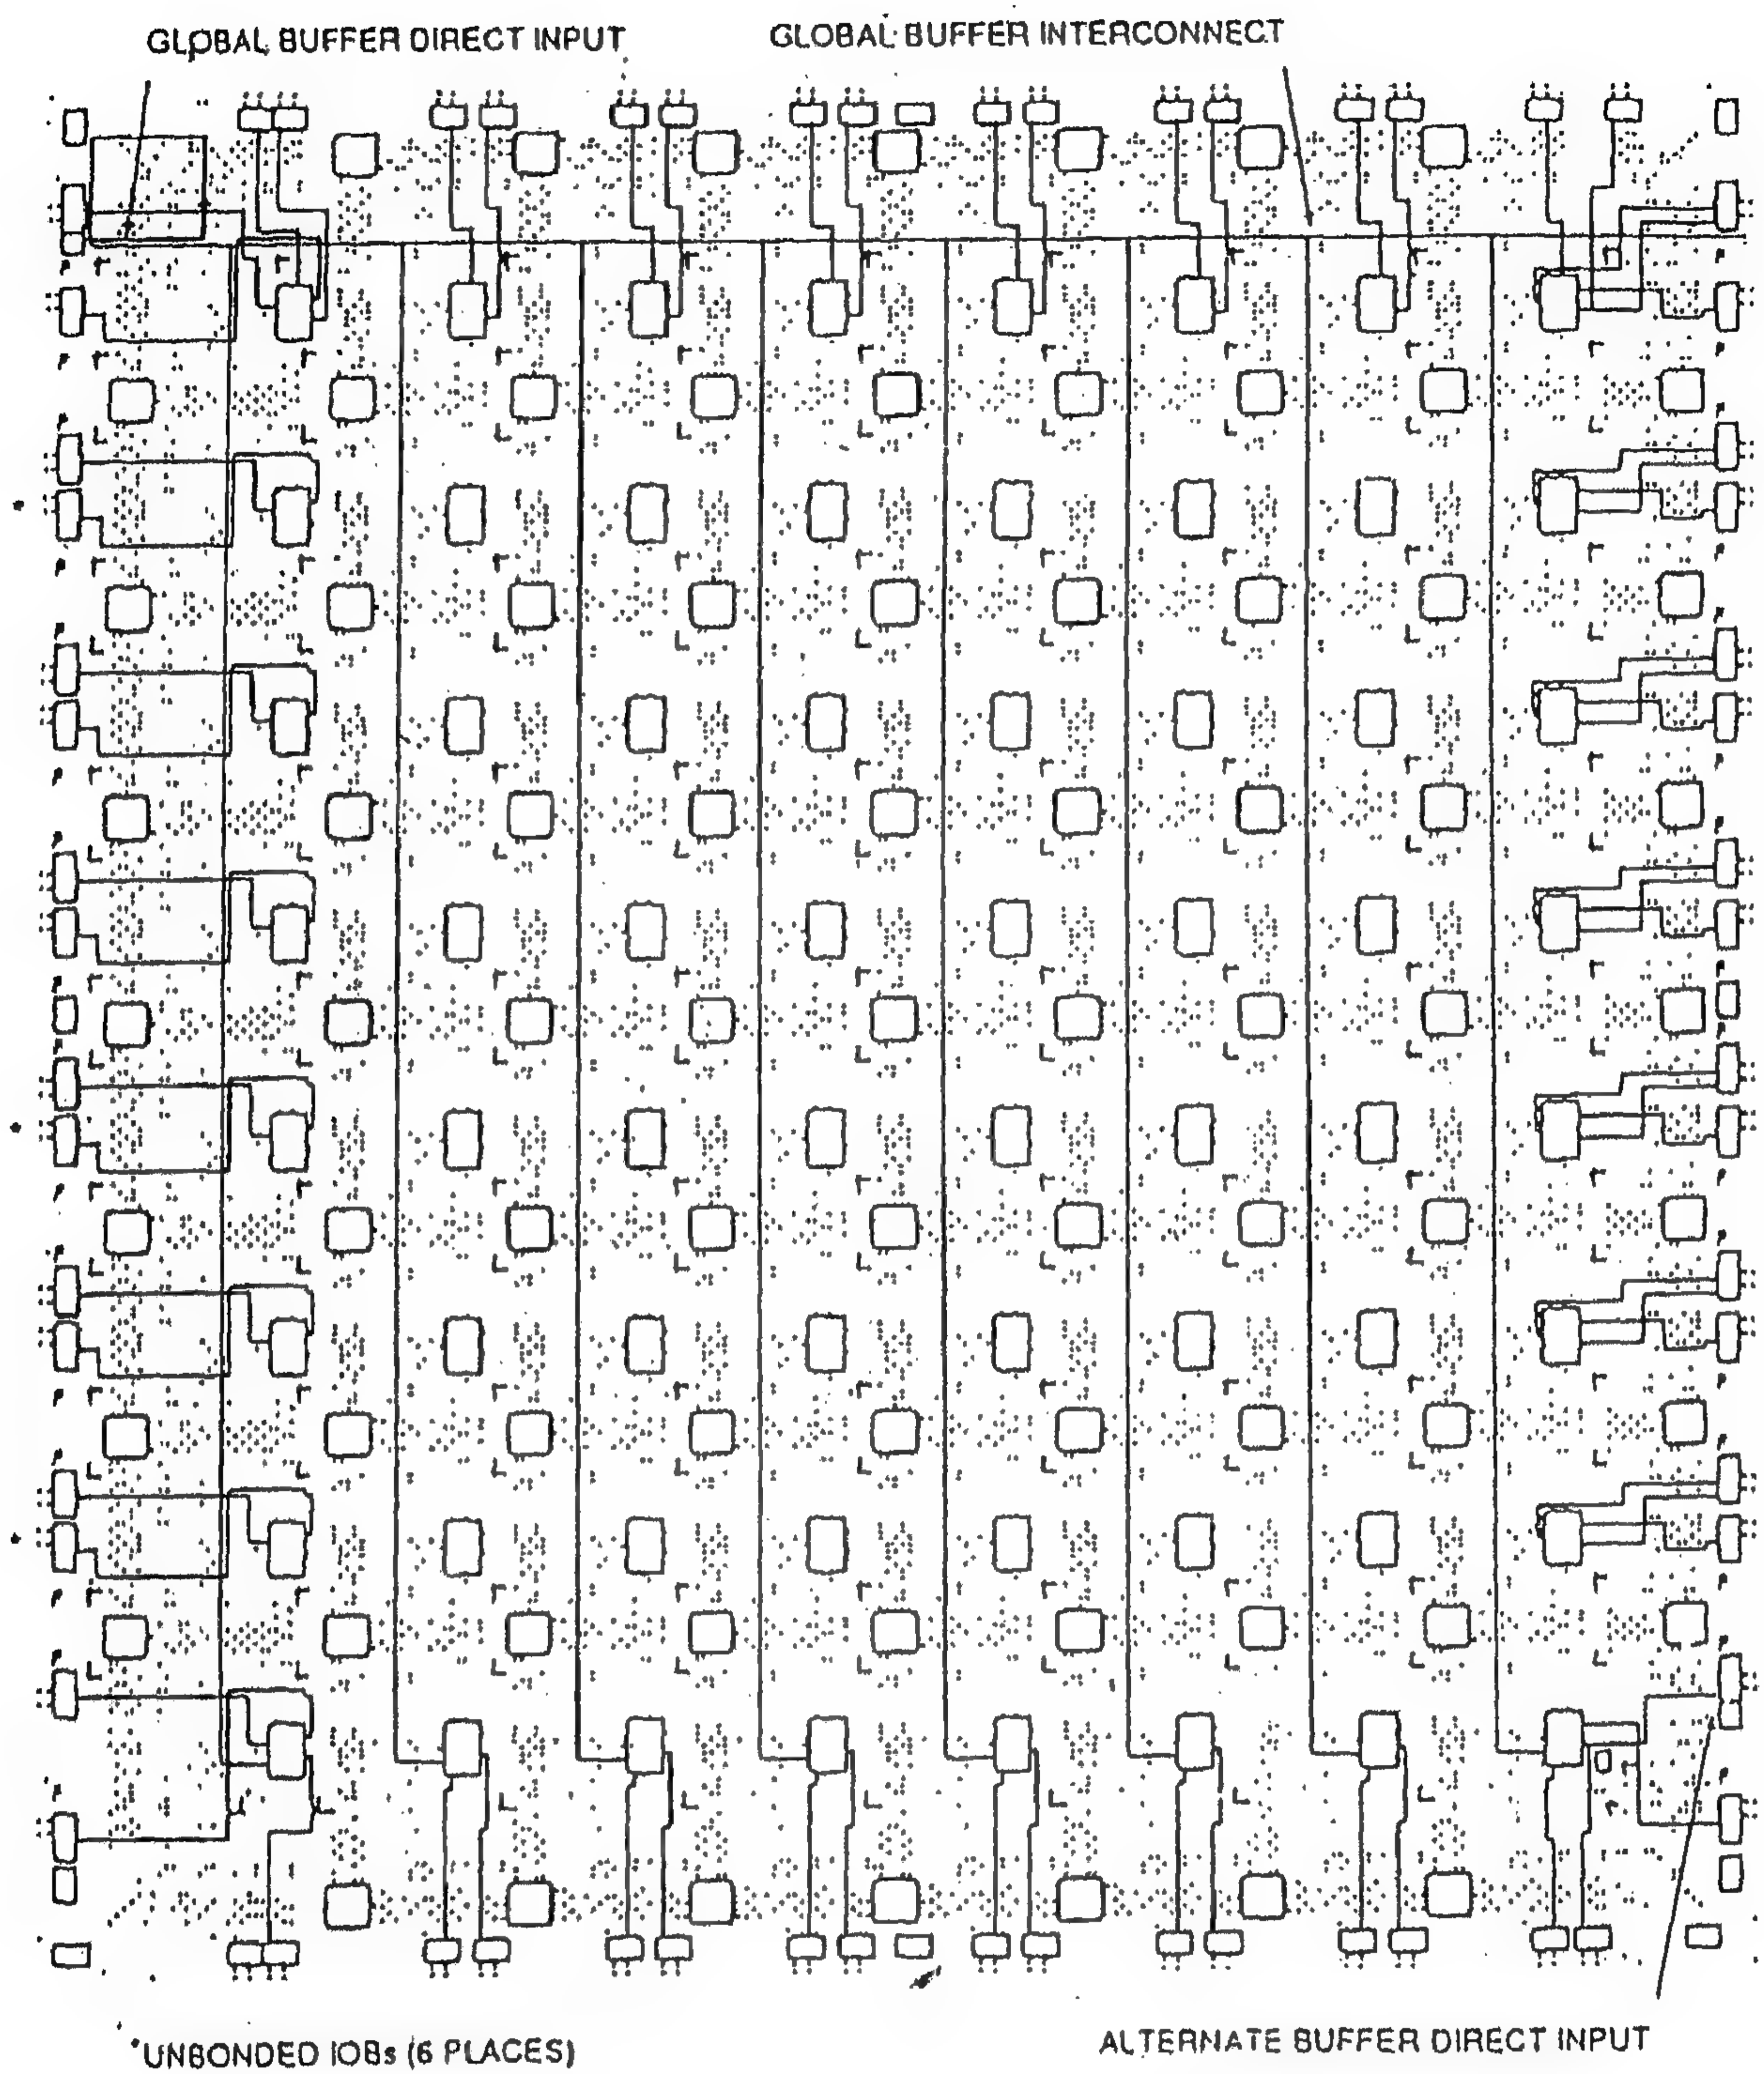 GLOBAL BUFFER DIRECT INPUT
GLOBAL BUFFER INTERCONNECT
*UNBONDED IOBs (6 PLACES)
ALTERNATE BUFFER DIRECT INPUT